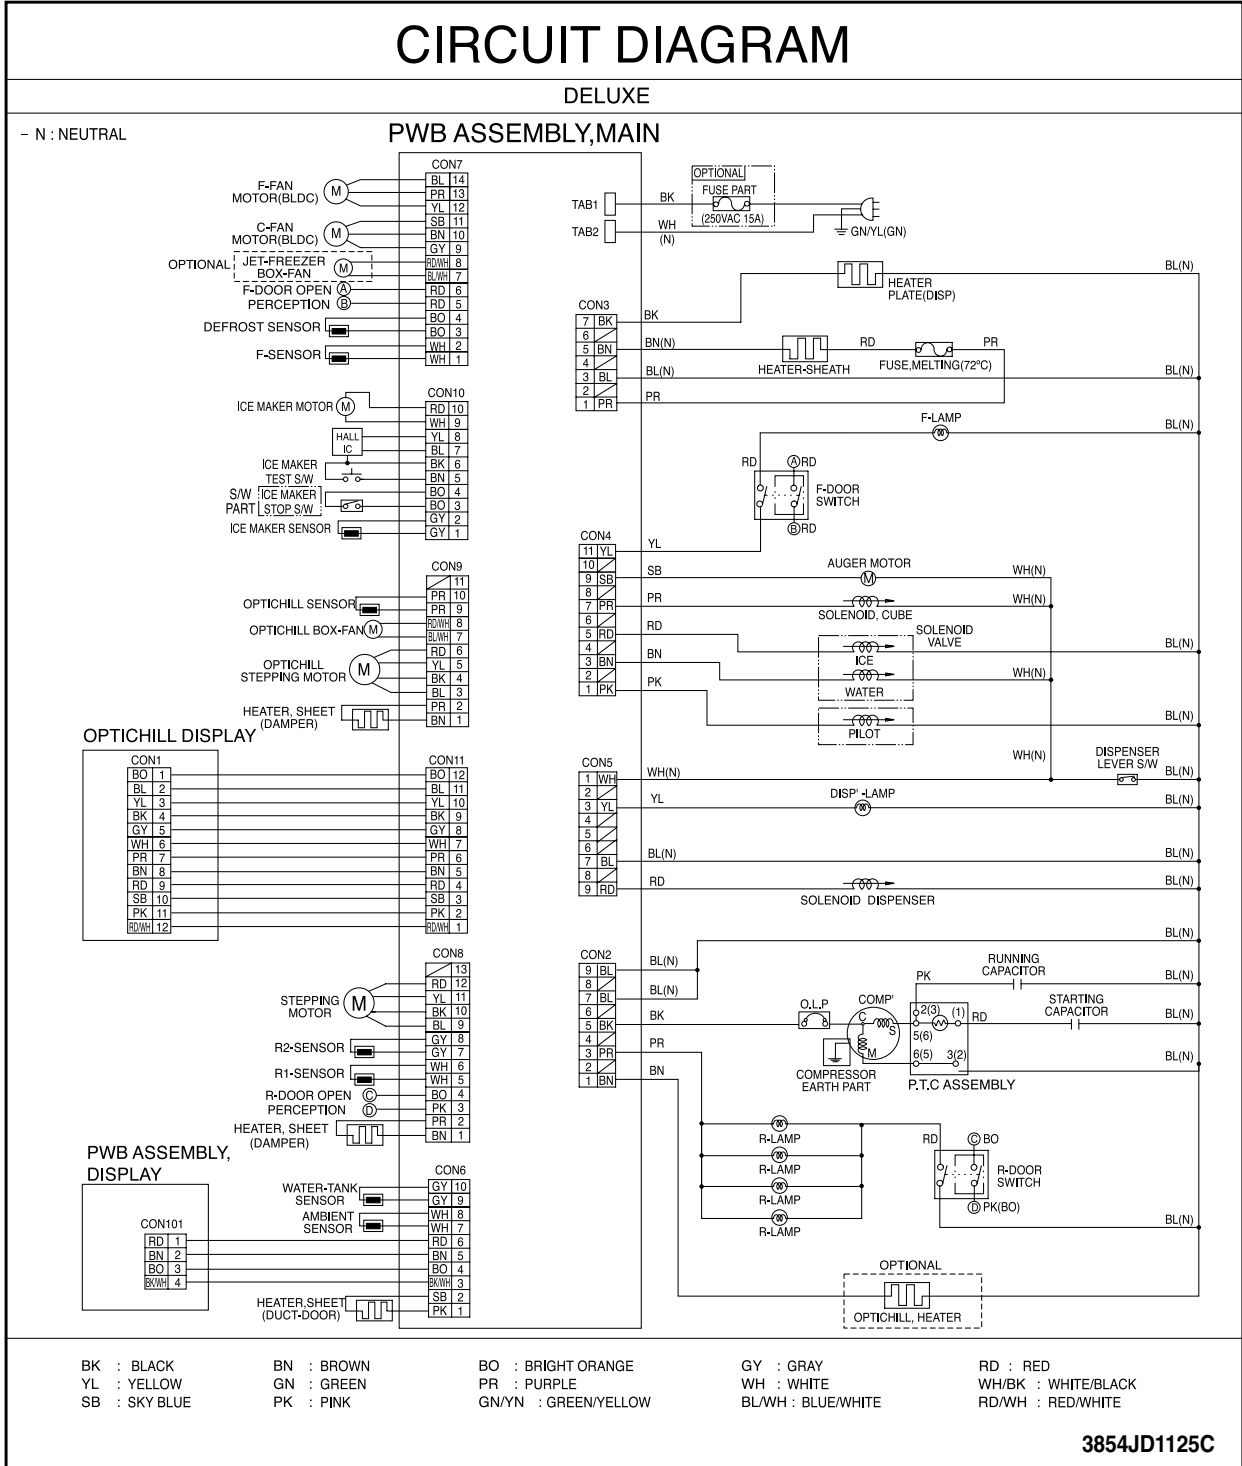 CIRCUIT DIAGRAM
DELUXE
– N : NEUTRAL
PWB ASSEMBLY,MAIN
CON7
BL 14
PR 13
YL 12
SB 11
BN 10
GY 9
RD/WH 8
BL/WH 7
RD 6
RD 5
BO 4
BO 3
WH 2
WH 1
F-FAN
MOTOR(BLDC)
M
C-FAN
MOTOR(BLDC)
M
OPTIONAL
JET-FREEZER
BOX-FAN
M
F-DOOR OPEN A
PERCEPTION B
DEFROST SENSOR
F-SENSOR
CON10
RD 10
WH 9
YL 8
BL 7
BK 6
BN 5
BO 4
BO 3
GY 2
GY 1
ICE MAKER MOTOR M
HALL
IC
ICE MAKER
TEST S/W
S/W
PART
ICE MAKER
STOP S/W
ICE MAKER SENSOR
CON9
11
PR 10
PR 9
RD/WH 8
BL/WH 7
RD 6
YL 5
BK 4
BL 3
PR 2
BN 1
OPTICHILL SENSOR
OPTICHILL BOX-FAN M
OPTICHILL
STEPPING MOTOR
M
HEATER, SHEET
(DAMPER)
OPTICHILL DISPLAY
CON1
BO 1
BL 2
YL 3
BK 4
GY 5
WH 6
PR 7
BN 8
RD 9
SB 10
PK 11
RD/WH 12
CON11
BO 12
BL 11
YL 10
BK 9
GY 8
WH 7
PR 6
BN 5
RD 4
SB 3
PK 2
RD/WH 1
CON8
13
RD 12
YL 11
BK 10
BL 9
GY 8
GY 7
WH 6
WH 5
BO 4
PK 3
PR 2
BN 1
STEPPING
MOTOR
M
R2-SENSOR
R1-SENSOR
R-DOOR OPEN C
PERCEPTION D
HEATER, SHEET
(DAMPER)
PWB ASSEMBLY,
DISPLAY
CON101
RD 1
BN 2
BO 3
BK/WH 4
CON6
GY 10
GY 9
WH 8
WH 7
RD 6
BN 5
BO 4
BK/WH 3
SB 2
PK 1
WATER-TANK
SENSOR
AMBIENT
SENSOR
HEATER,SHEET
(DUCT-DOOR)
TAB1
BK
TAB2
WH
(N)
OPTIONAL
FUSE PART
(250VAC 15A)
GN/YL(GN)
HEATER
PLATE(DISP)
BL(N)
CON3
7 BK
6
5 BN
4
3 BL
2
1 PR
BK
BN(N)
BL(N)
PR
HEATER-SHEATH
RD
FUSE,MELTING(72°C)
PR
BL(N)
F-LAMP
BL(N)
RD
A RD
F-DOOR
SWITCH
B RD
CON4
11 YL
10
9 SB
8
7 PR
6
5 RD
4
3 BN
2
1 PK
YL
SB
PR
RD
BN
PK
AUGER MOTOR
M
WH(N)
SOLENOID, CUBE
WH(N)
SOLENOID
VALVE
ICE
BL(N)
WATER
WH(N)
PILOT
BL(N)
WH(N)
DISPENSER
LEVER S/W
BL(N)
CON5
1 WH
2
3 YL
4
5
6
7 BL
8
9 RD
WH(N)
YL
BL(N)
RD
DISP' -LAMP
BL(N)
BL(N)
SOLENOID DISPENSER
BL(N)
CON2
9 BL
8
7 BL
6
5 BK
4
3 PR
2
1 BN
BL(N)
BL(N)
BK
PR
BN
BL(N)
RUNNING
CAPACITOR
PK
BL(N)
STARTING
CAPACITOR
BL(N)
O.L.P
COMP'
C
S
M
2(3)
(1)
RD
5(6)
6(5)
3(2)
BL(N)
COMPRESSOR
EARTH PART
P.T.C ASSEMBLY
R-LAMP
R-LAMP
R-LAMP
R-LAMP
RD
C BO
R-DOOR
SWITCH
D PK(BO)
BL(N)
OPTIONAL
OPTICHILL, HEATER
BK : BLACK
BN : BROWN
BO : BRIGHT ORANGE
GY : GRAY
RD : RED
YL : YELLOW
GN : GREEN
PR : PURPLE
WH : WHITE
WH/BK : WHITE/BLACK
SB : SKY BLUE
PK : PINK
GN/YN : GREEN/YELLOW
BL/WH : BLUE/WHITE
RD/WH : RED/WHITE
3854JD1125C